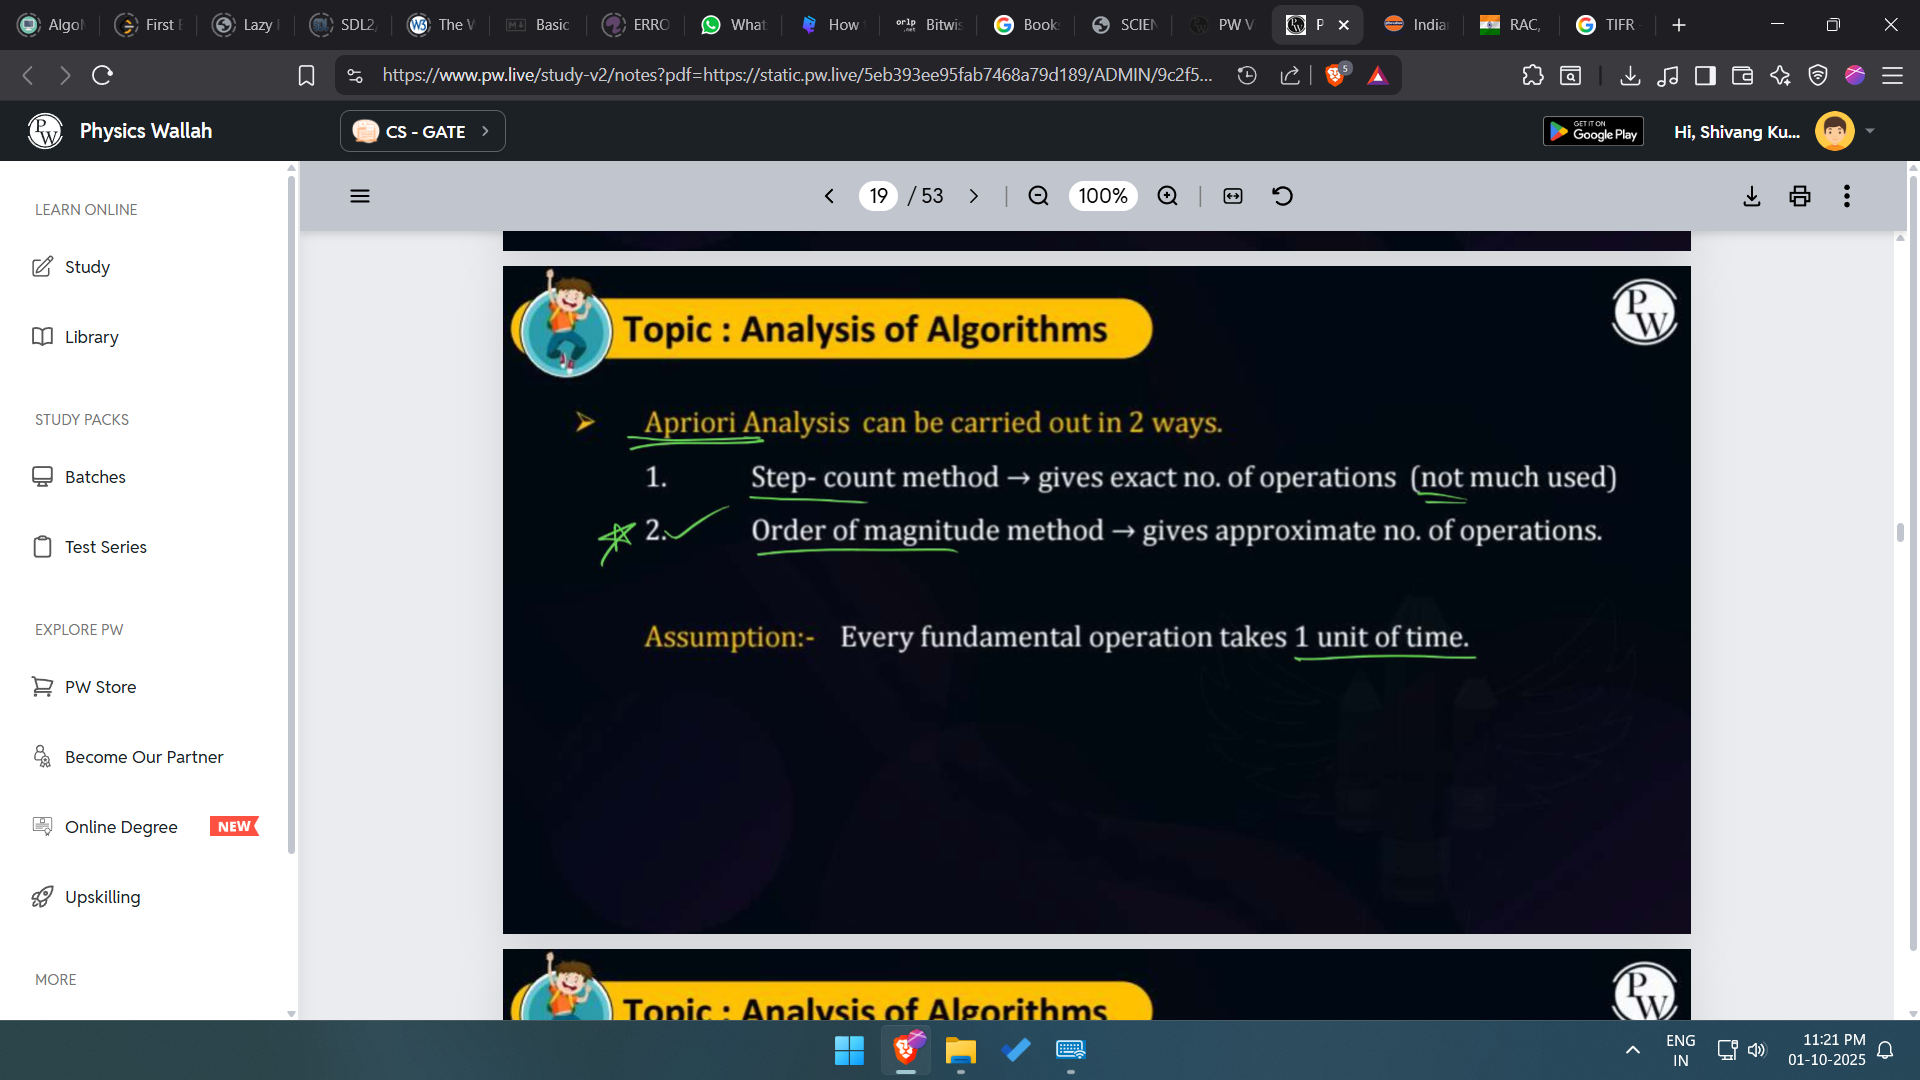 Algo
First
Lazy
SDL2
The W
Basic
ERRO
What
How
orlp .net Bitwis
Book
SCIEN
PW V
P
India
RAC,
TIFR
https://www.pw.live/study-v2/notes?pdf=https://static.pw.live/5eb393ee95fab7468a79d189/ADMIN/9c2f5...
5
PW
Physics Wallah
CS - GATE
GET IT ON
Google Play
Hi, Shivang Ku...
LEARN ONLINE
Study
Library
STUDY PACKS
Batches
Test Series
EXPLORE PW
PW Store
Become Our Partner
Online Degree NEW
Upskilling
MORE
19 / 53
100%
Topic : Analysis of Algorithms
PW
Apriori Analysis can be carried out in 2 ways.
1. Step- count method → gives exact no. of operations (not much used)
2. Order of magnitude method → gives approximate no. of operations.
Assumption:- Every fundamental operation takes 1 unit of time.
Topic : Analysis of Algorithms
PW
ENG
IN
11:21 PM
01-10-2025